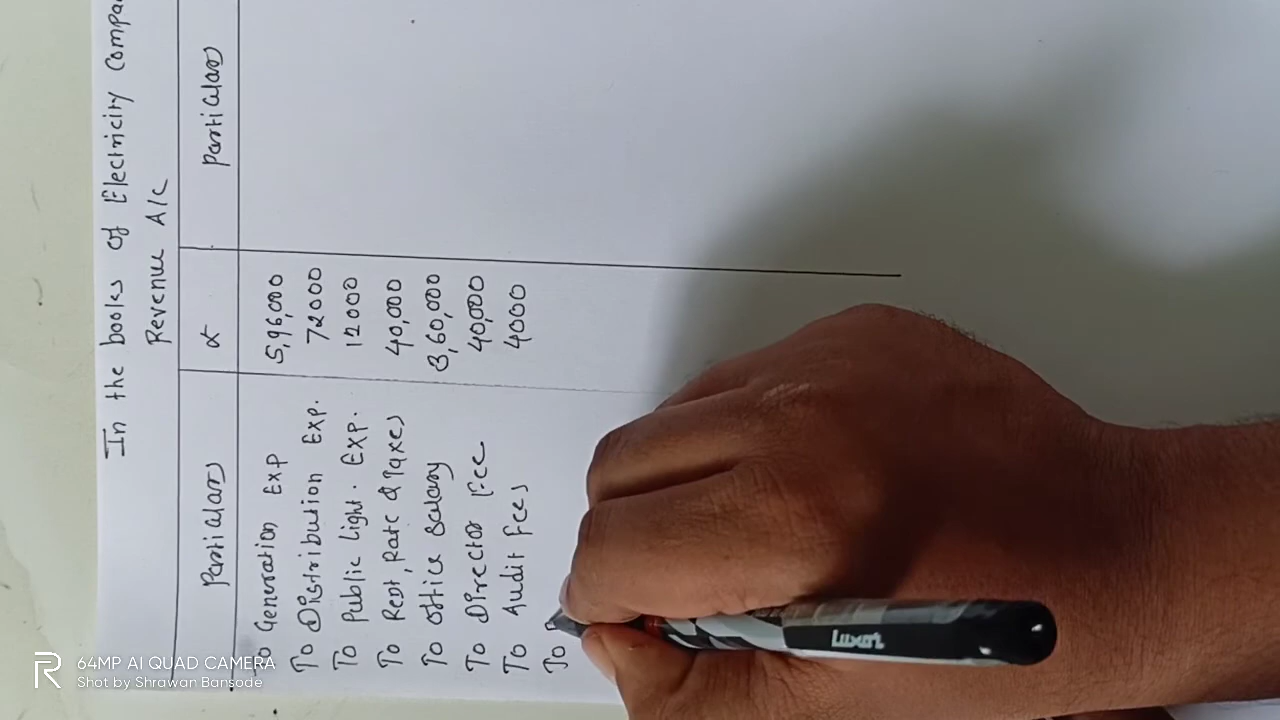 In the books of Electricity Compa
Revenue A/C
Particulars ₹ Particulars
To Generation Exp 5,96,000
To Distribution Exp. 72000
To Public Light. Exp. 12000
To Rent, Rate & Taxes 40,000
To Office Salary 3,60,000
To Director Fee 40,000
To Audit Fees 4000
To
Luxor
64MP AI QUAD CAMERA
Shot by Shrawan Bansode